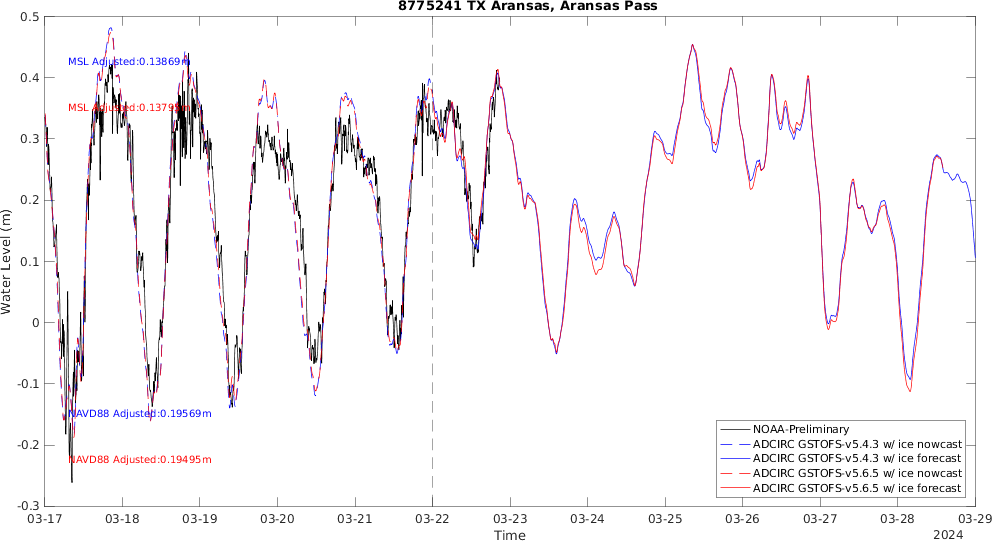 8775241 TX Aransas, Aransas Pass
0.5
0.4
0.3
0.2
0.1
0
-0.1
-0.2
-0.3
Water Level (m)
MSL Adjusted:0.13869m
MSL Adjusted:0.13795m
NAVD88 Adjusted:0.19569m
NAVD88 Adjusted:0.19495m
NOAA-Preliminary
ADCIRC GSTOFS-v5.4.3 w/ ice nowcast
ADCIRC GSTOFS-v5.4.3 w/ ice forecast
ADCIRC GSTOFS-v5.6.5 w/ ice nowcast
ADCIRC GSTOFS-v5.6.5 w/ ice forecast
03-17 03-18 03-19 03-20 03-21 03-22 03-23 03-24 03-25 03-26 03-27 03-28 03-29
Time
2024